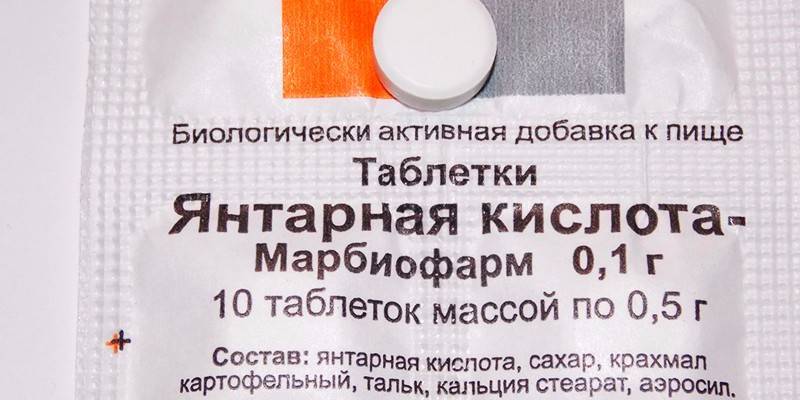 Биологически активная добавка к пище
Таблетки
Янтарная кислота-
Марбиофарм 0,1 г
10 таблеток массой по 0,5 г
Состав: янтарная кислота, сахар, крахмал
картофельный, тальк, кальция стеарат, аэросил.